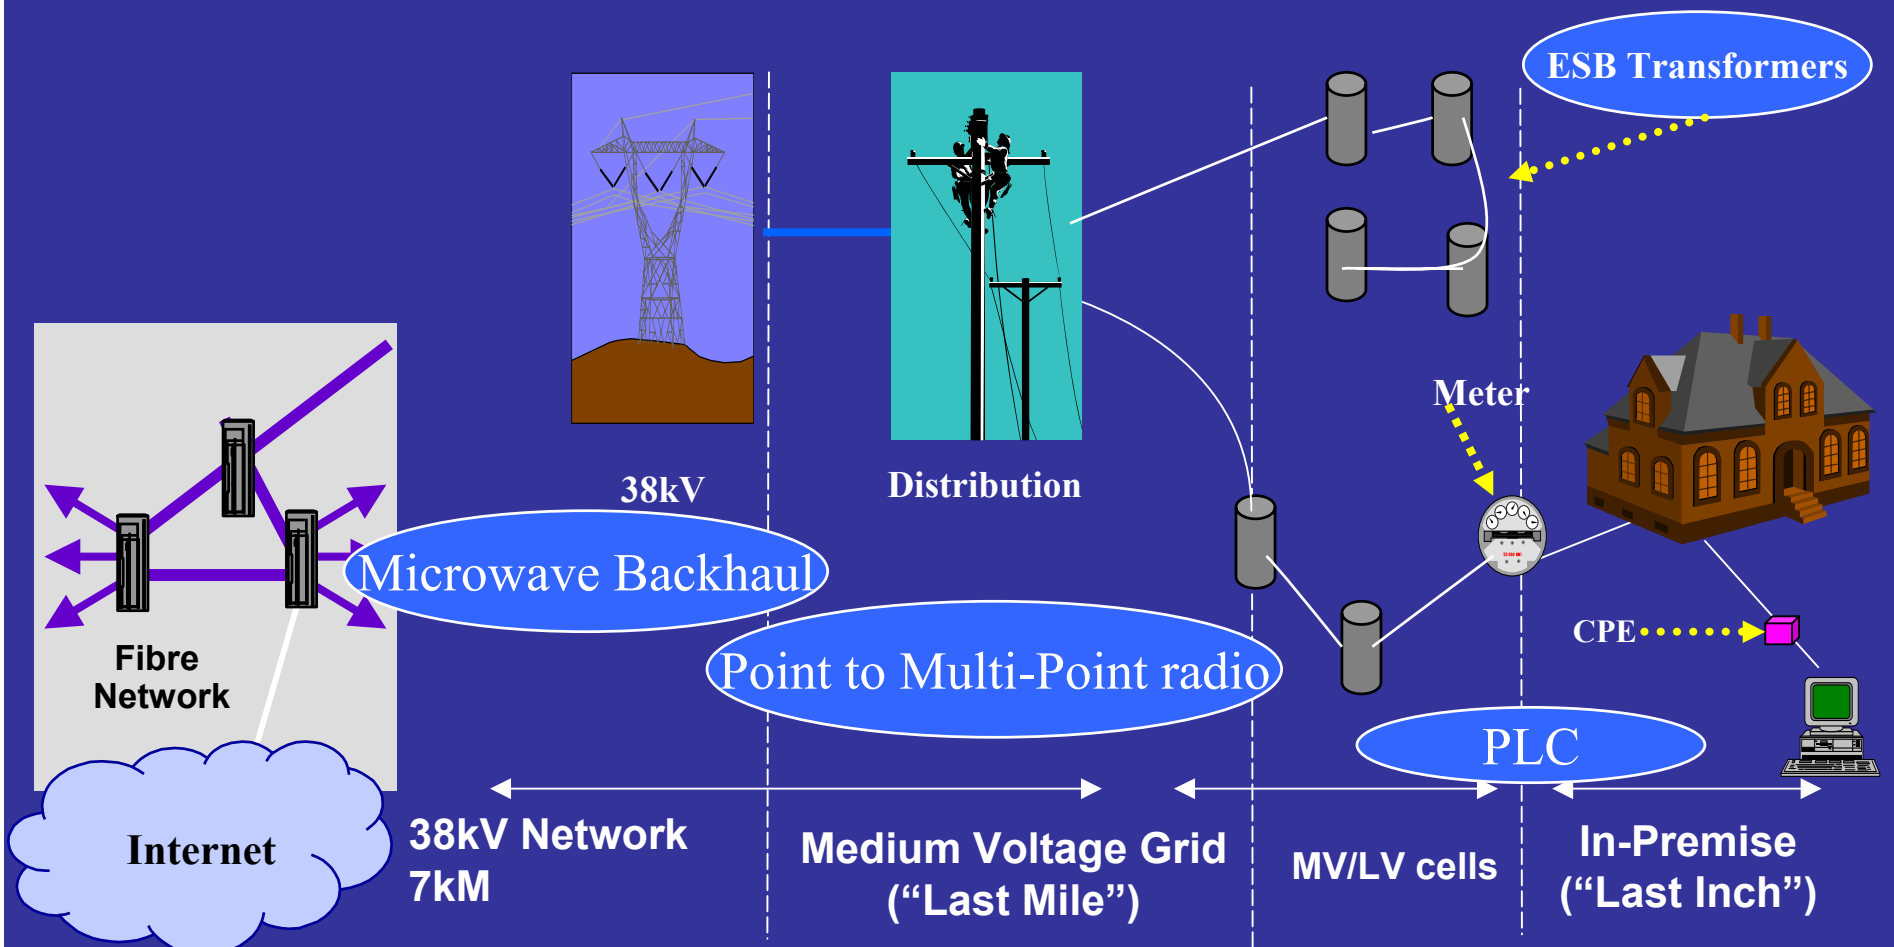 ESB Transformers
Meter
38kV
Distribution
Microwave Backhaul
Point to Multi-Point radio
CPE
PLC
Fibre
Network
Internet
38kV Network
7kM
Medium Voltage Grid
(“Last Mile”)
MV/LV cells
In-Premise
(“Last Inch”)